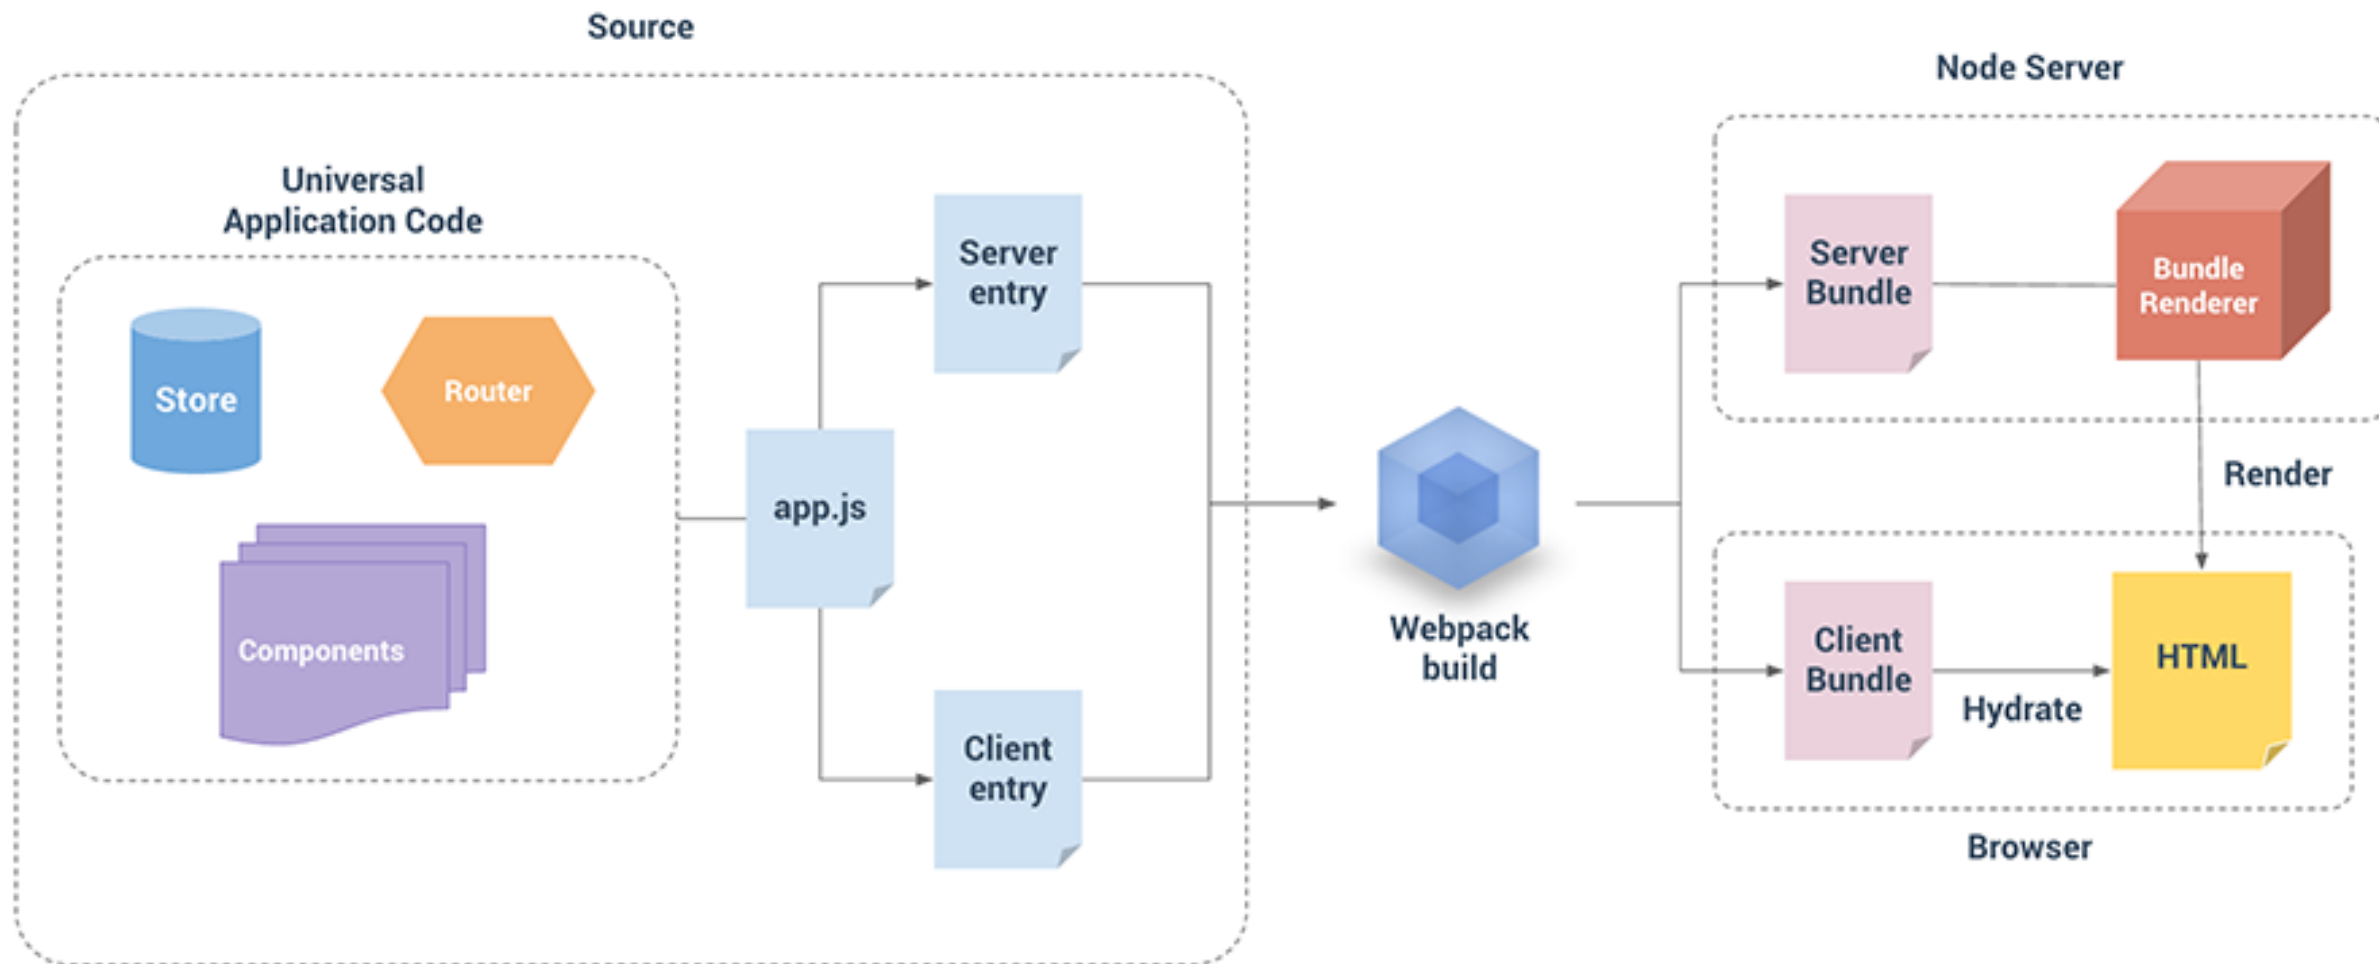 Source
Universal
Application Code
Store
Router
Components
app.js
Server
entry
Client
entry
Webpack
build
Node Server
Server
Bundle
Bundle
Renderer
Render
Client
Bundle
Hydrate
HTML
Browser